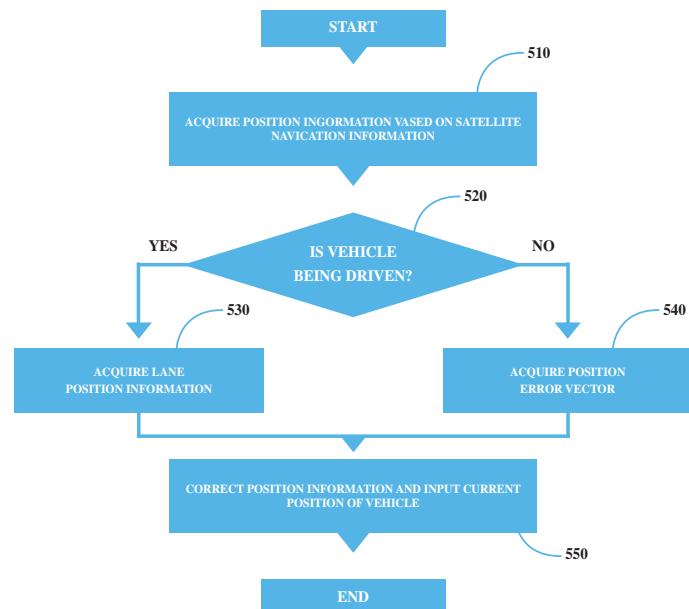 START
510
ACQUIRE POSITION INGORMATION VASED ON SATELLITE
NAVICATION INFORMATION
520
YES
IS VEHICLE
BEING DRIVEN?
NO
530
540
ACQUIRE LANE
POSITION INFORMATION
ACQUIRE POSITION
ERROR VECTOR
CORRECT POSITION INFORMATION AND INPUT CURRENT
POSITION OF VEHICLE
550
END